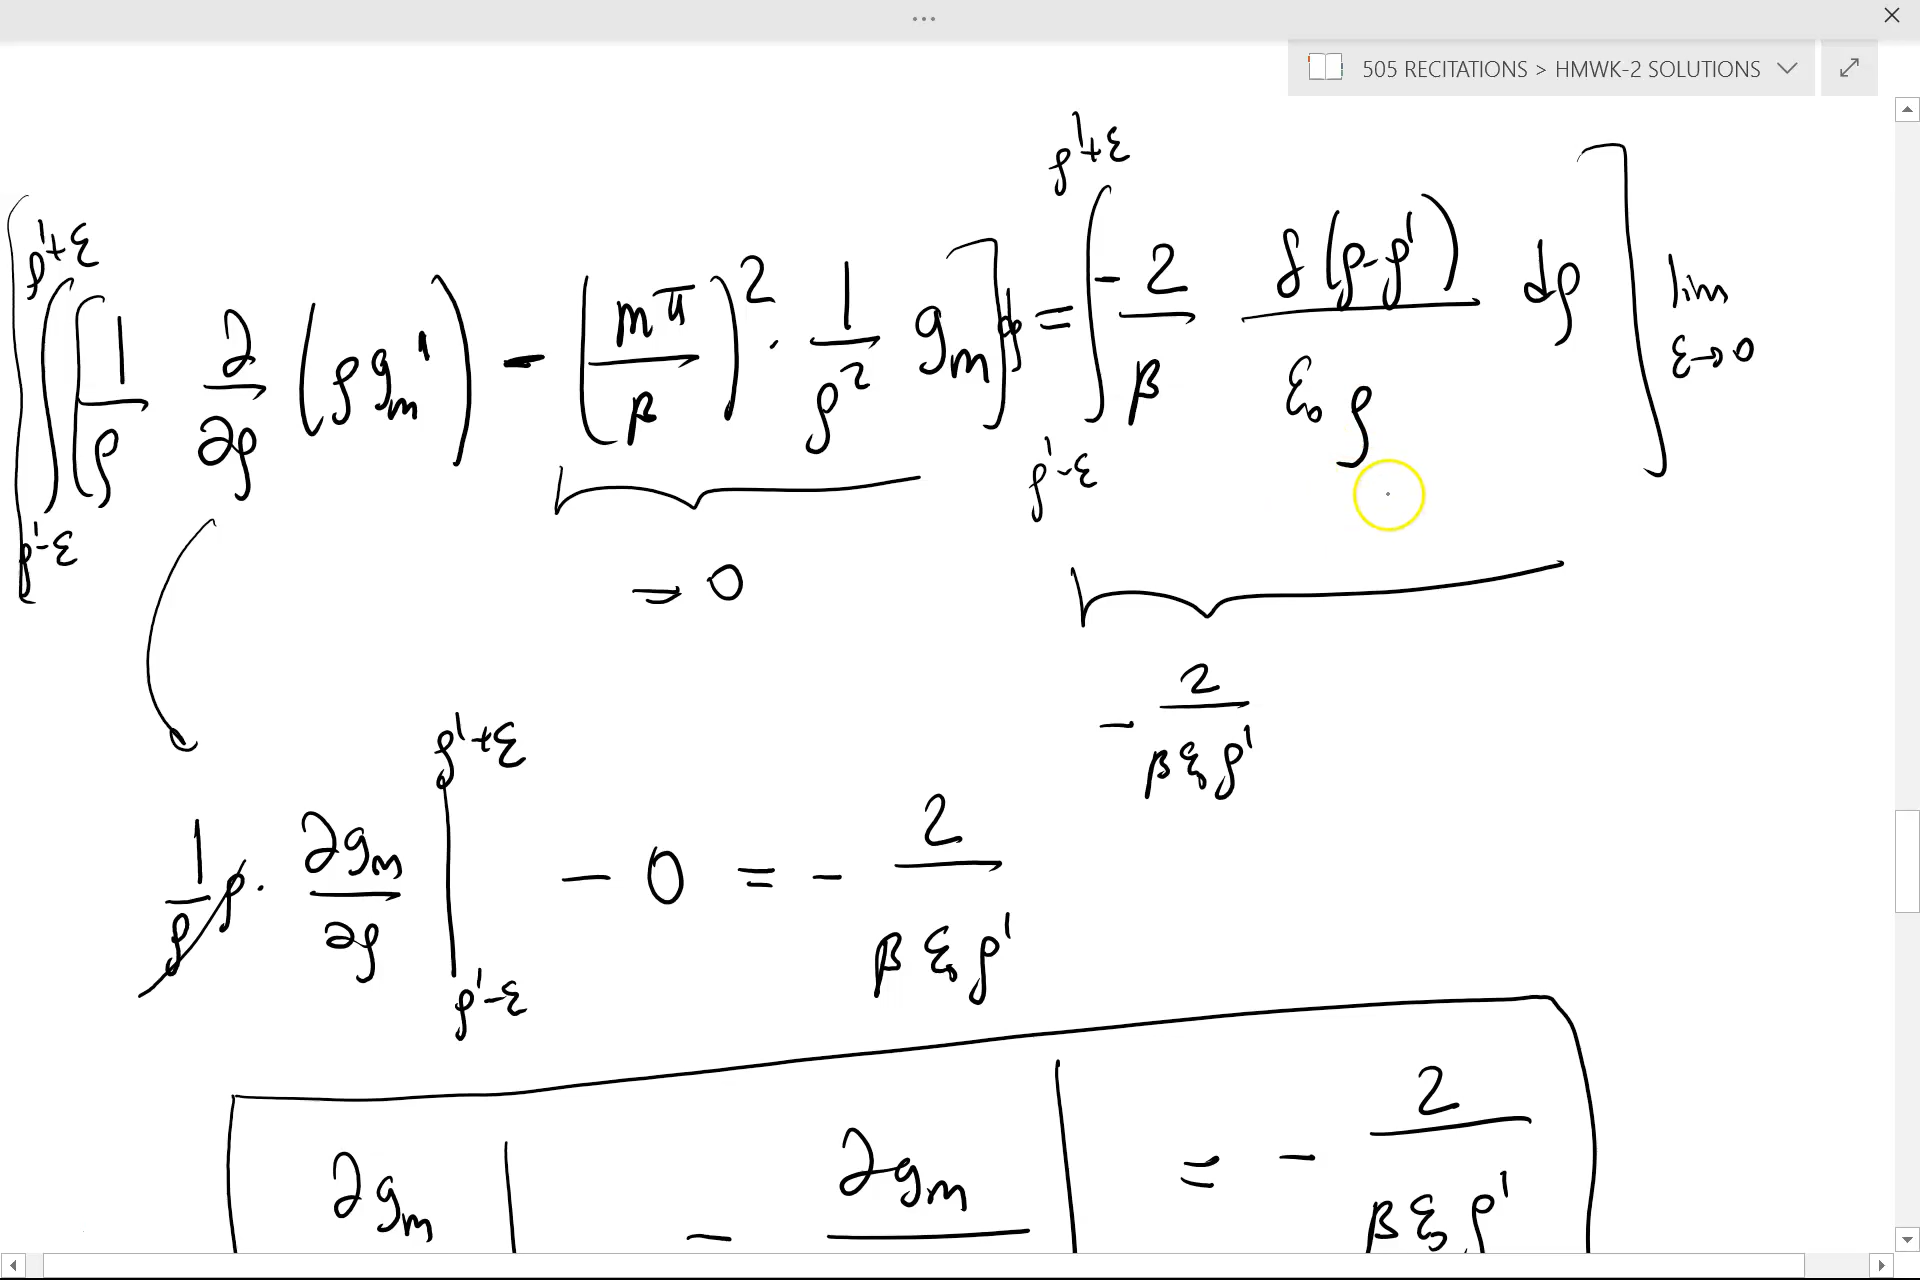 505 RECITATIONS > HMWK-2 SOLUTIONS
[ ∫_{ρ'-ε}^{ρ'+ε} [ 1/ρ ∂/∂ρ (ρ g_m') - (mπ/β)² · 1/ρ² g_m ] dρ = ∫_{ρ'-ε}^{ρ'+ε} -2/β δ(ρ-ρ')/(ε₀ ρ) dρ ] lim ε→0
→ 0
- 2/(β ε₀ ρ')
1/ρ ρ · ∂g_m/∂ρ |_{ρ'-ε}^{ρ'+ε} - 0 = - 2/(β ε₀ ρ')
∂g_m | - ∂g_m | = - 2/(β ε₀ ρ')